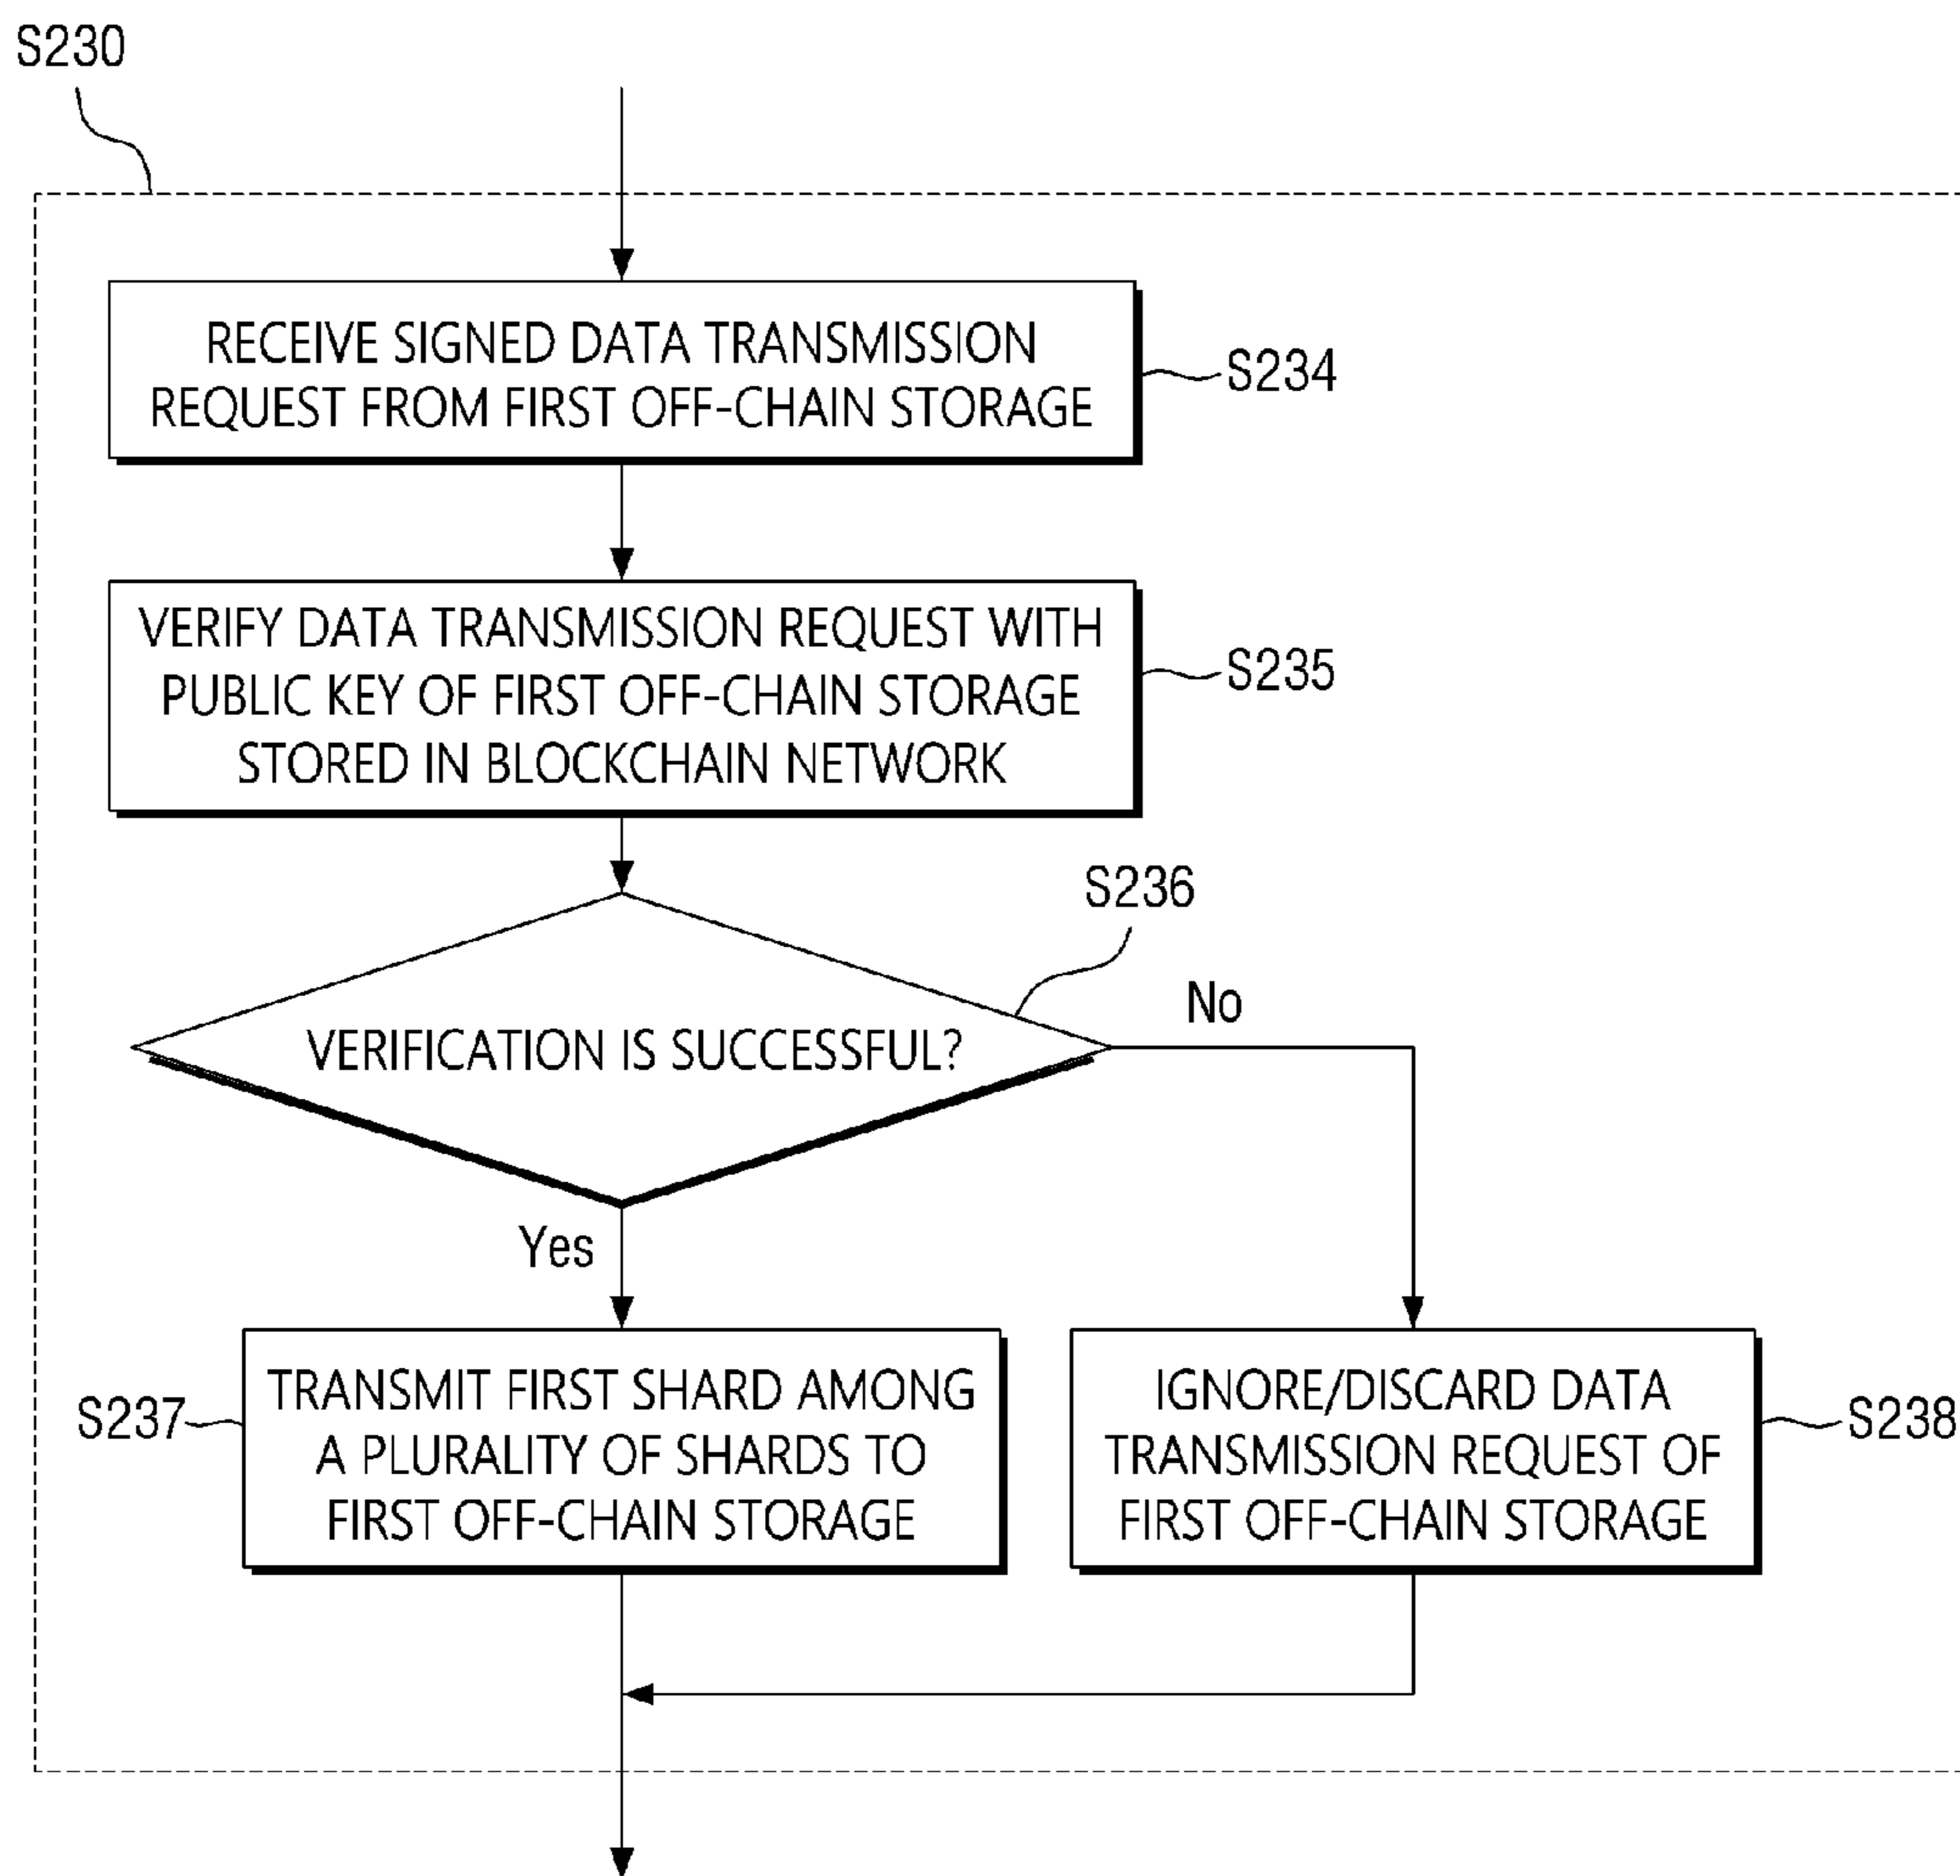 S230
RECEIVE SIGNED DATA TRANSMISSION
REQUEST FROM FIRST OFF-CHAIN STORAGE
S234
VERIFY DATA TRANSMISSION REQUEST WITH
PUBLIC KEY OF FIRST OFF-CHAIN STORAGE
STORED IN BLOCKCHAIN NETWORK
S235
S236
VERIFICATION IS SUCCESSFUL?
No
Yes
S237
TRANSMIT FIRST SHARD AMONG
A PLURALITY OF SHARDS TO
FIRST OFF-CHAIN STORAGE
IGNORE/DISCARD DATA
TRANSMISSION REQUEST OF
FIRST OFF-CHAIN STORAGE
S238